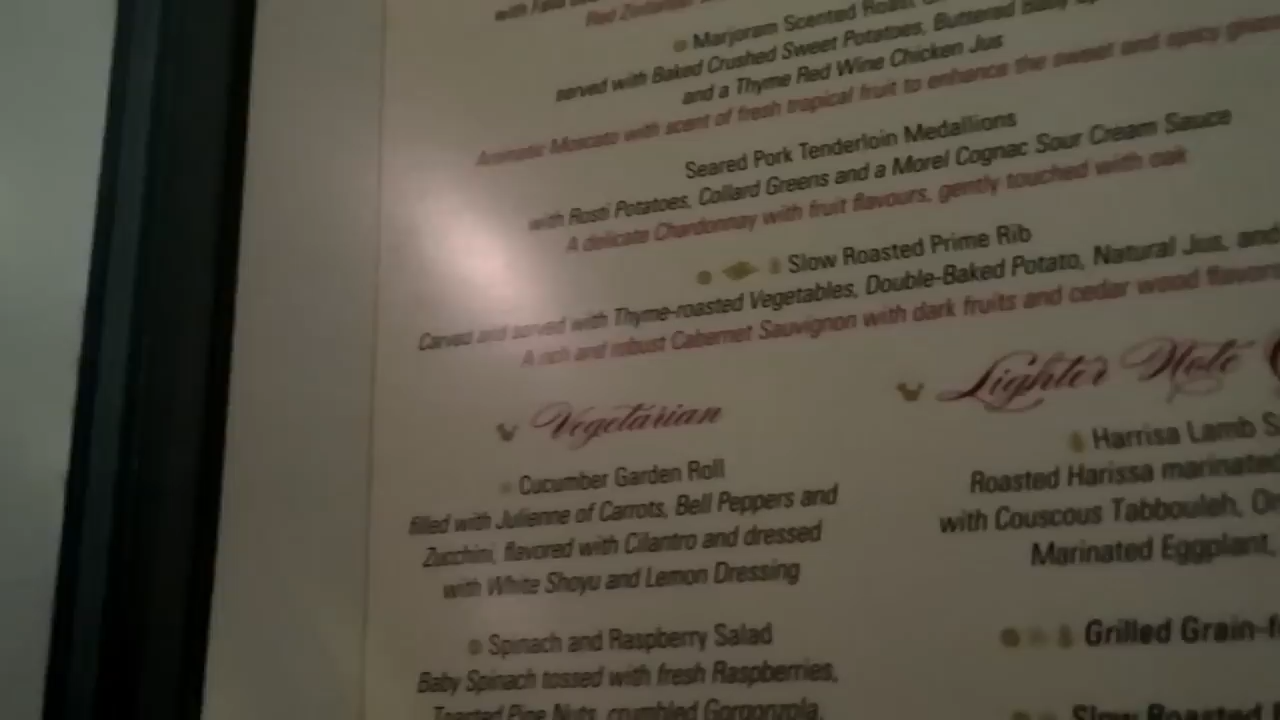 with
Red Zinfandel
Marjoram Scented Roast
served with Baked Crushed Sweet Potatoes, Buttered Baby
and a Thyme Red Wine Chicken Jus
Aromatic Moscato with scent of fresh tropical fruit to enhance the sweet and spicy
Seared Pork Tenderloin Medallions
with Rosti Potatoes, Collard Greens and a Morel Cognac Sour Cream Sauce
A delicate Chardonnay with fruit flavours, gently touched with oak
Slow Roasted Prime Rib
Carved and served with Thyme-roasted Vegetables, Double-Baked Potato, Natural Jus, and
A rich and robust Cabernet Sauvignon with dark fruits and cedar wood flavors
Vegetarian
Cucumber Garden Roll
filled with Julienne of Carrots, Bell Peppers and
Zucchini, flavored with Cilantro and dressed
with White Shoyu and Lemon Dressing
Spinach and Raspberry Salad
Baby Spinach tossed with fresh Raspberries,
Toasted Pine Nuts, crumbled Gorgonzola,
Lighter Note
Harrisa Lamb S
Roasted Harissa marinated
with Couscous Tabbouleh,
Marinated Eggplant,
Grilled Grain-f
Slow Roasted